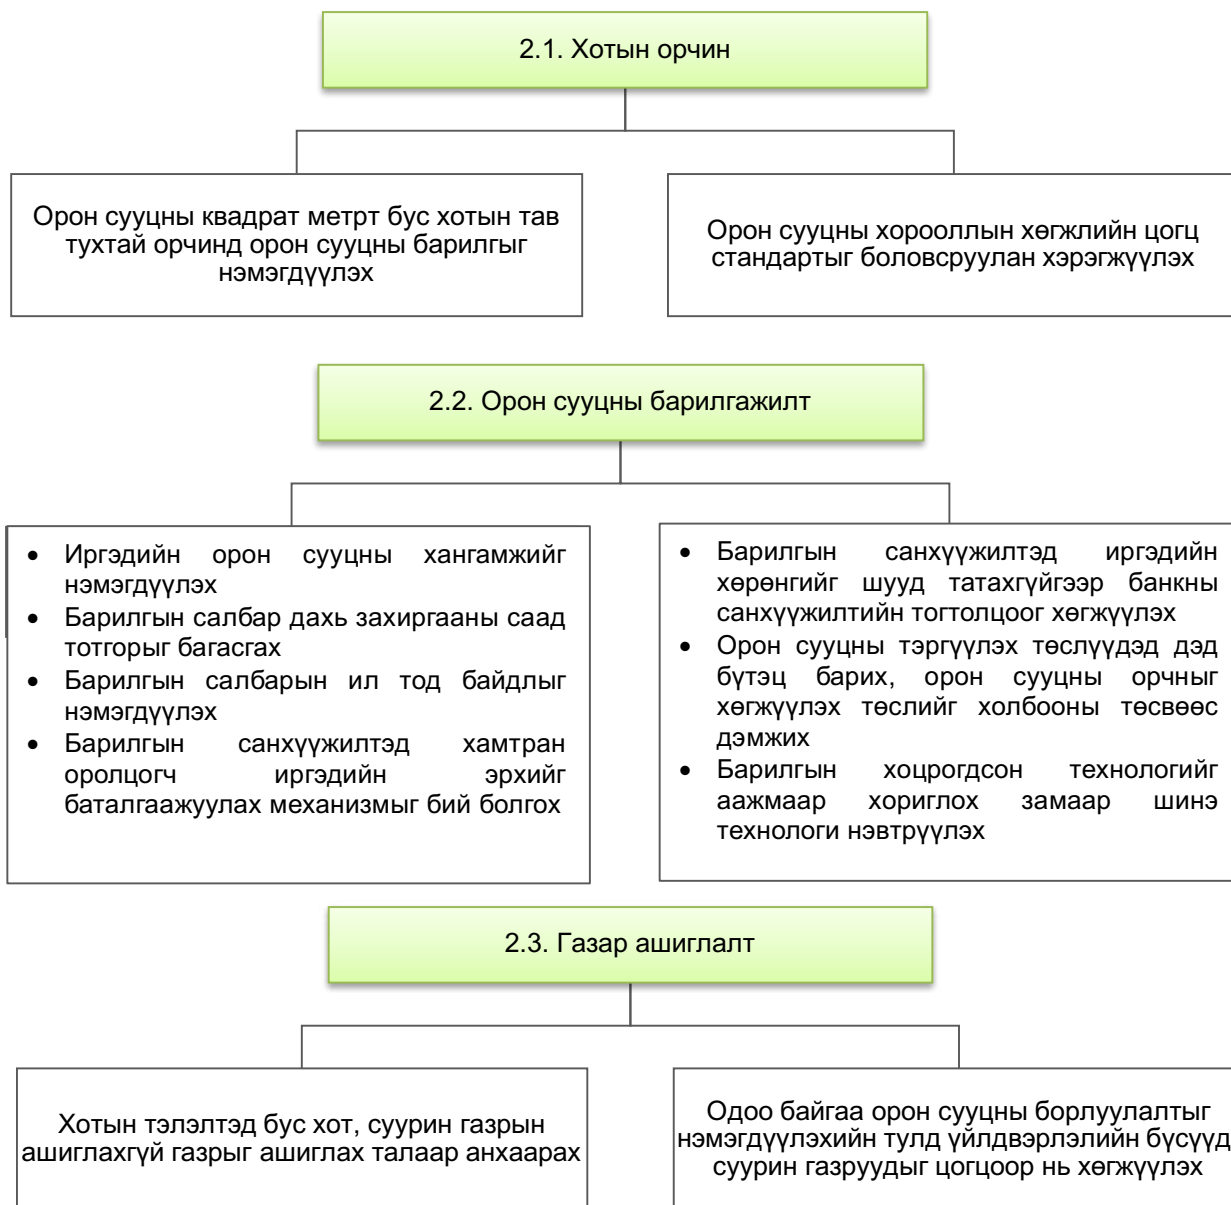 2.1. Хотын орчин
Орон сууцны квадрат метрт бус хотын тав
тухтай орчинд орон сууцны барилгыг
нэмэгдүүлэх
Орон сууцны хорооллын хөгжлийн цогц
стандартыг боловсруулан хэрэгжүүлэх
2.2. Орон сууцны барилгажилт
• Иргэдийн орон сууцны хангамжийг
нэмэгдүүлэх
• Барилгын салбар дахь захиргааны саад
тотгорыг багасгах
• Барилгын салбарын ил тод байдлыг
нэмэгдүүлэх
• Барилгын санхүүжилтэд хамтран
оролцогч иргэдийн эрхийг
баталгаажуулах механизмыг бий болгох
• Барилгын санхүүжилтэд иргэдийн
хөрөнгийг шууд татахгүйгээр банкны
санхүүжилтийн тогтолцоог хөгжүүлэх
• Орон сууцны тэргүүлэх төслүүдэд дэд
бүтэц барих, орон сууцны орчныг
хөгжүүлэх төслийг холбооны төсвөөс
дэмжих
• Барилгын хоцрогдсон технологийг
аажмаар хориглох замаар шинэ
технологи нэвтрүүлэх
2.3. Газар ашиглалт
Хотын тэлэлтэд бус хот, суурин газрын
ашиглахгүй газрыг ашиглах талаар анхаарах
Одоо байгаа орон сууцны борлуулалтыг
нэмэгдүүлэхийн тулд үйлдвэрлэлийн бүсүүд,
суурин газруудыг цогцоор нь хөгжүүлэх